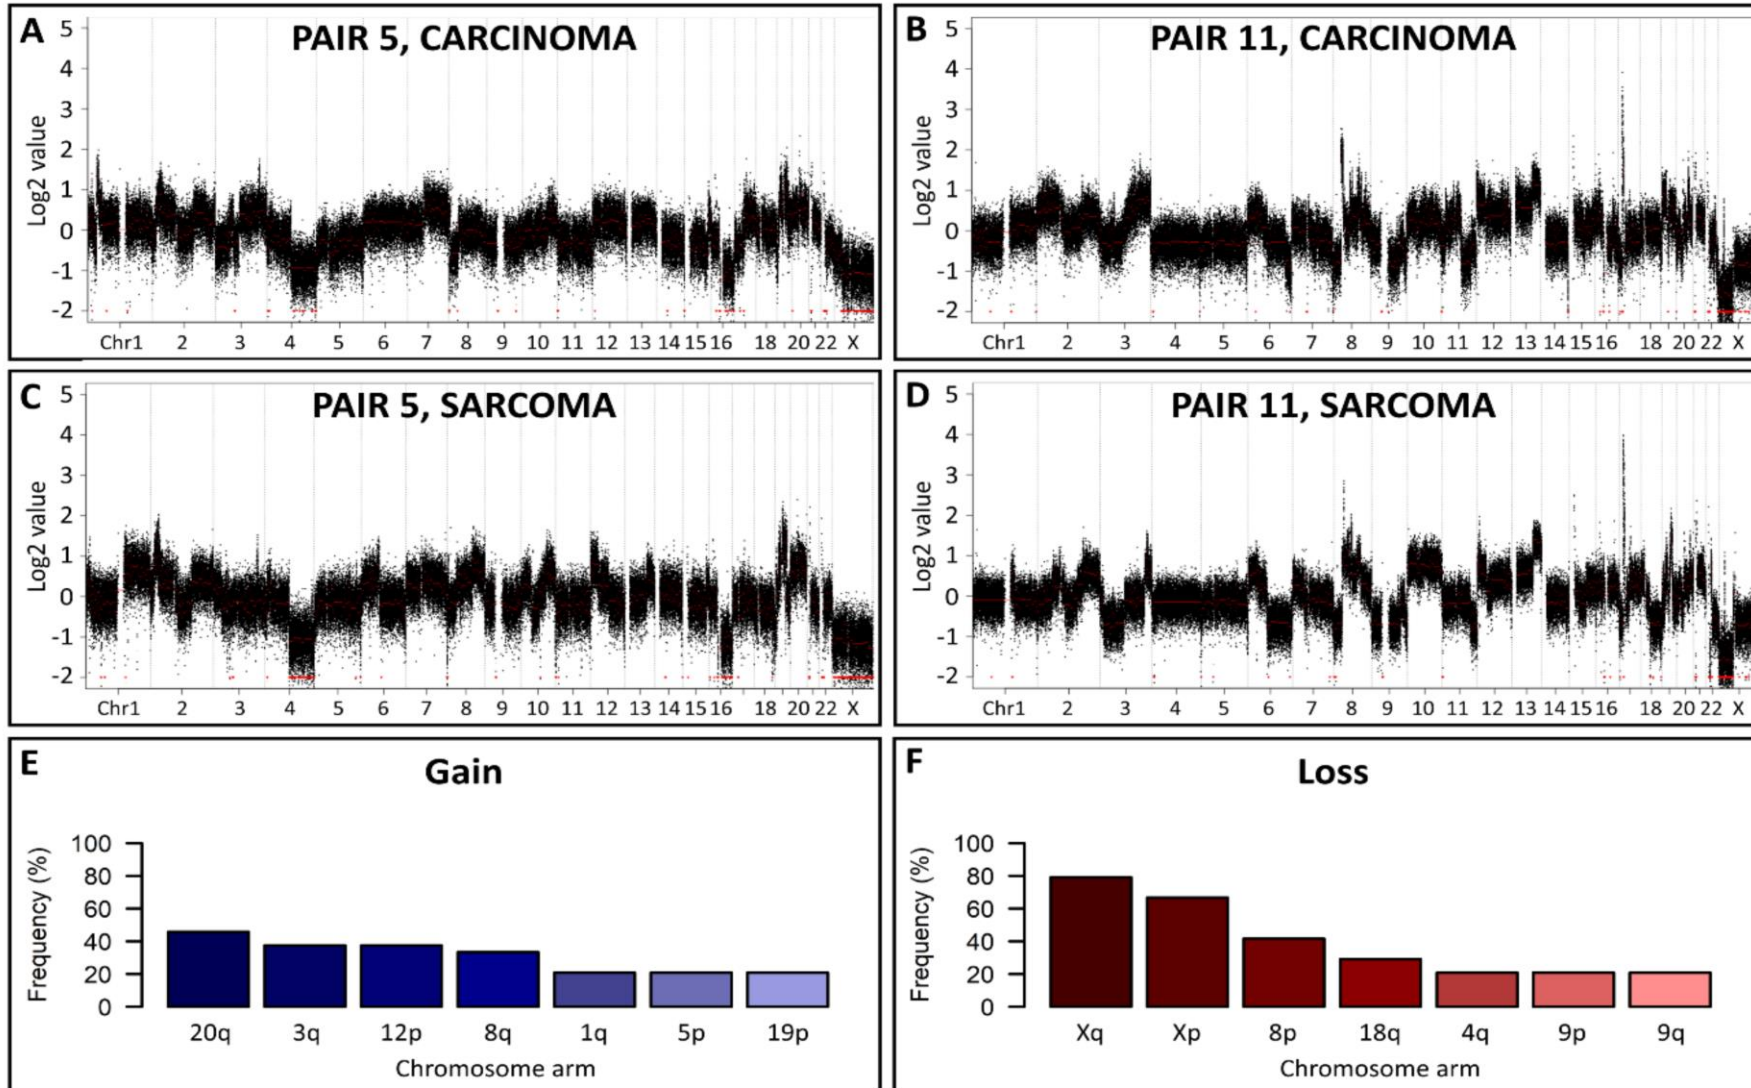 A
PAIR 5, CARCINOMA
Log2 value
5
4
3
2
1
0
-1
-2
Chr1 2 3 4 5 6 7 8 9 10 11 12 13 14 15 16 18 20 22 X
B
PAIR 11, CARCINOMA
Log2 value
5
4
3
2
1
0
-1
-2
Chr1 2 3 4 5 6 7 8 9 10 11 12 13 14 15 16 18 20 22 X
C
PAIR 5, SARCOMA
Log2 value
5
4
3
2
1
0
-1
-2
Chr1 2 3 4 5 6 7 8 9 10 11 12 13 14 15 16 18 20 22 X
D
PAIR 11, SARCOMA
Log2 value
5
4
3
2
1
0
-1
-2
Chr1 2 3 4 5 6 7 8 9 10 11 12 13 14 15 16 18 20 22 X
E
Gain
Frequency (%)
100
80
60
40
20
0
20q 3q 12p 8q 1q 5p 19p
Chromosome arm
F
Loss
Frequency (%)
100
80
60
40
20
0
Xq Xp 8p 18q 4q 9p 9q
Chromosome arm